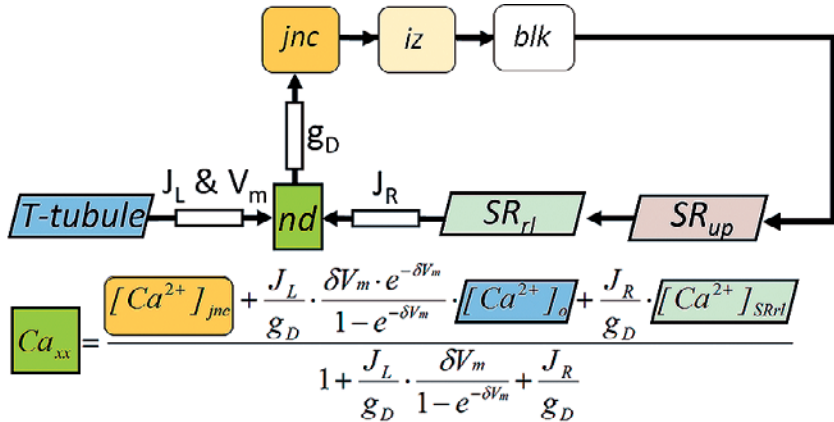 jnc iz blk
g_D
J_L & V_m J_R
T-tubule nd SR_rl SR_up
Ca_xx = ([Ca^2+]_jnc + J_L/g_D · δV_m · e^−δV_m/1 − e^−δV_m · [Ca^2+]_o + J_R/g_D · [Ca^2+]_SRrl) / (1 + J_L/g_D · δV_m/1 − e^−δV_m + J_R/g_D)